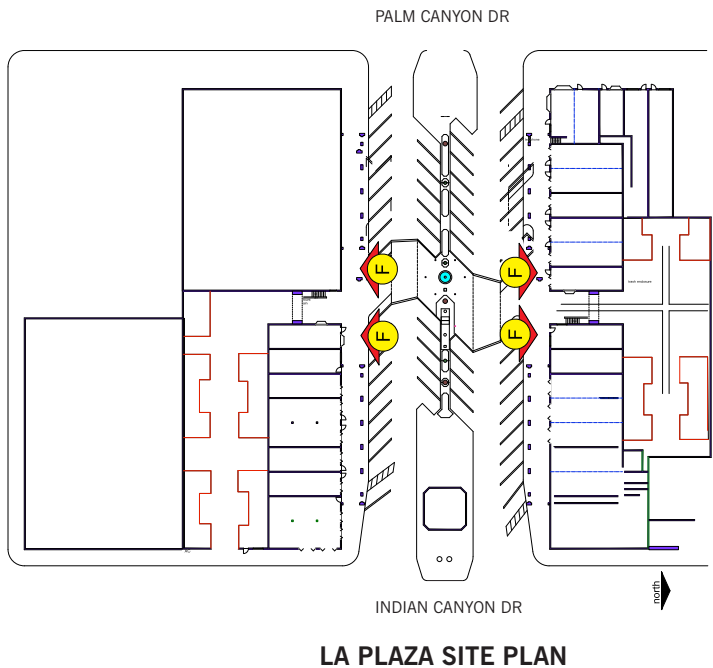 PALM CANYON DR
F
F
F
F
INDIAN CANYON DR
north
LA PLAZA SITE PLAN